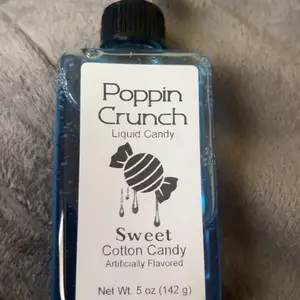 Poppin
Crunch
Liquid Candy
Sweet
Cotton Candy
Artificially Flavored
Net Wt. 5 oz (142 g)